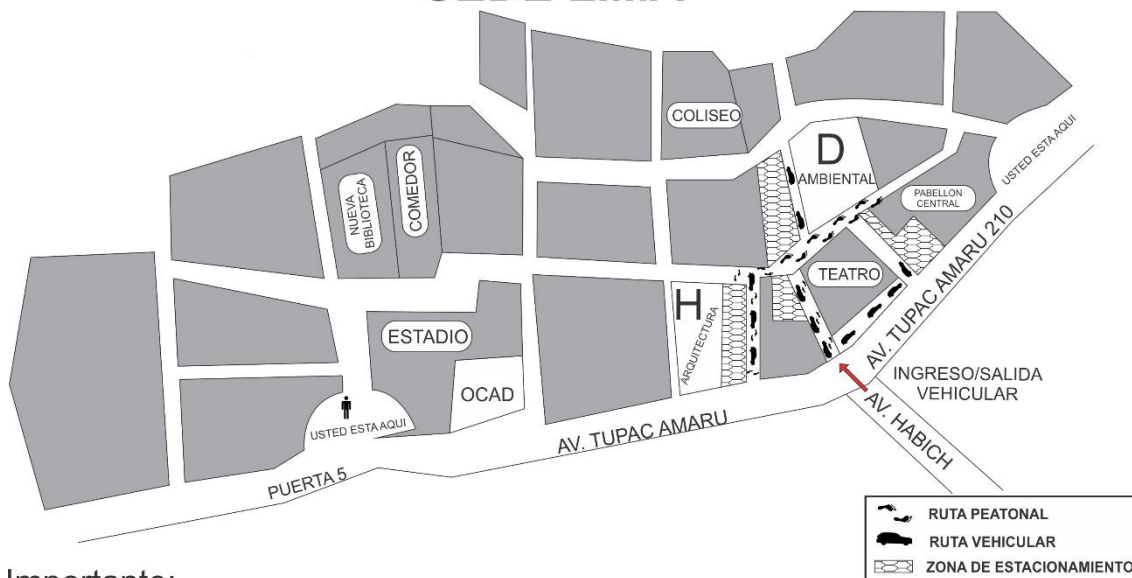 COLISEO
D
AMBIENTAL
USTED ESTA AQUI
PABELLON
CENTRAL
NUEVA
BIBLIOTECA
COMEDOR
TEATRO
AV. TUPAC AMARU 210
H
ARQUITECTURA
ESTADIO
OCAD
USTED ESTA AQUI
INGRESO/SALIDA
VEHICULAR
AV. HABICH
AV. TUPAC AMARU
PUERTA 5
RUTA PEATONAL
RUTA VEHICULAR
ZONA DE ESTACIONAMIENTO